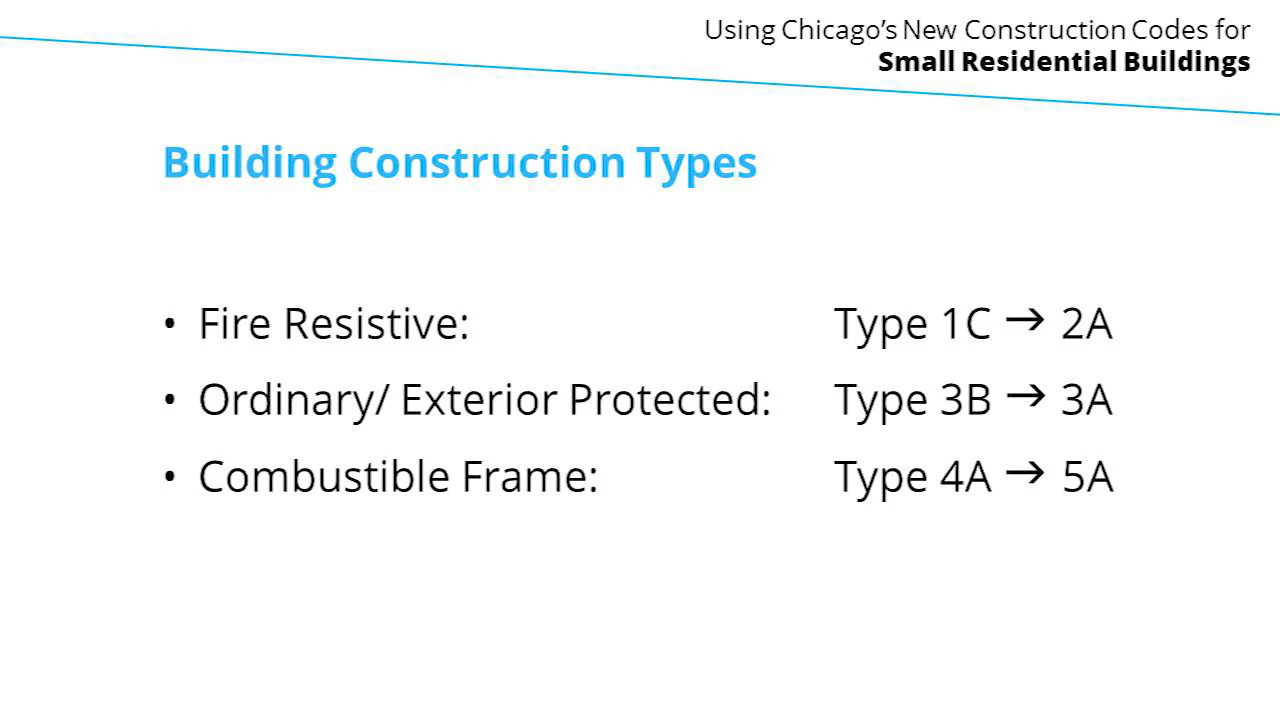 Using Chicago's New Construction Codes for
Small Residential Buildings
Building Construction Types
• Fire Resistive: Type 1C → 2A
• Ordinary/ Exterior Protected: Type 3B → 3A
• Combustible Frame: Type 4A → 5A